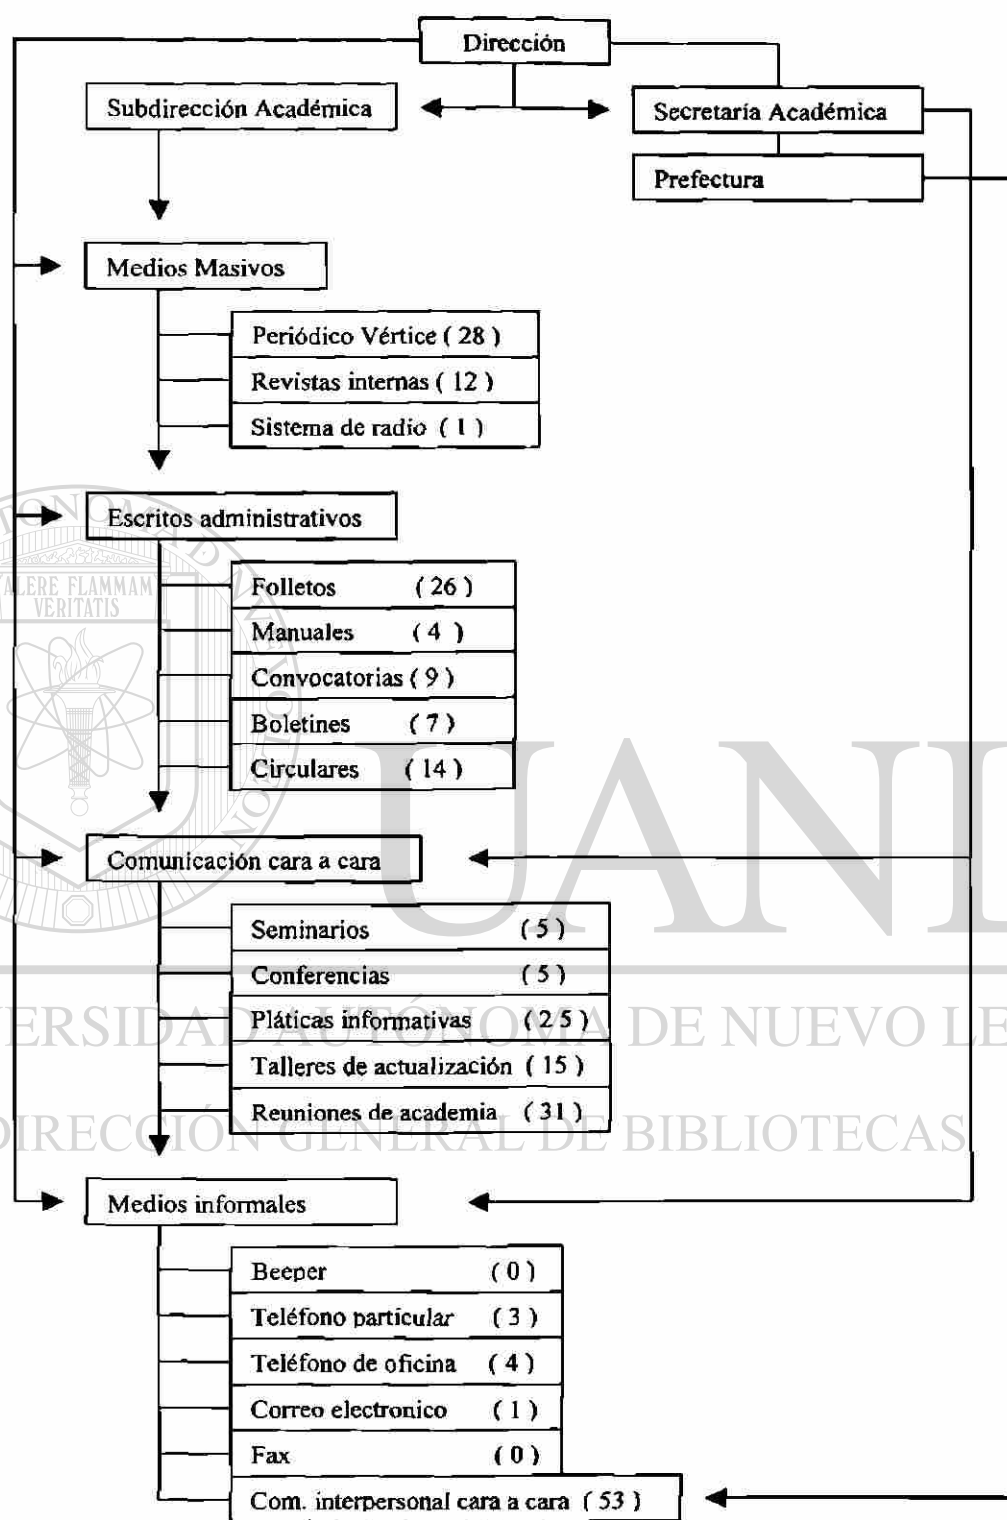 Dirección
Subdirección Académica
Secretaría Académica
Prefectura
Medios Masivos
Periódico Vértice ( 28 )
Revistas internas ( 12 )
Sistema de radio ( 1 )
Escritos administrativos
Folletos ( 26 )
Manuales ( 4 )
Convocatorias ( 9 )
Boletines ( 7 )
Circulares ( 14 )
Comunicación cara a cara
Seminarios ( 5 )
Conferencias ( 5 )
Pláticas informativas ( 2 5 )
Talleres de actualización ( 15 )
Reuniones de academia ( 31 )
Medios informales
Beeper ( 0 )
Teléfono particular ( 3 )
Teléfono de oficina ( 4 )
Correo electronico ( 1 )
Fax ( 0 )
Com. interpersonal cara a cara ( 53 )
ALERE FLAMMAM
VERITATIS
UANL
VERSIDAD AUTÓNOMA DE NUEVO LE
DIRECCIÓN GENERAL DE BIBLIOTECAS